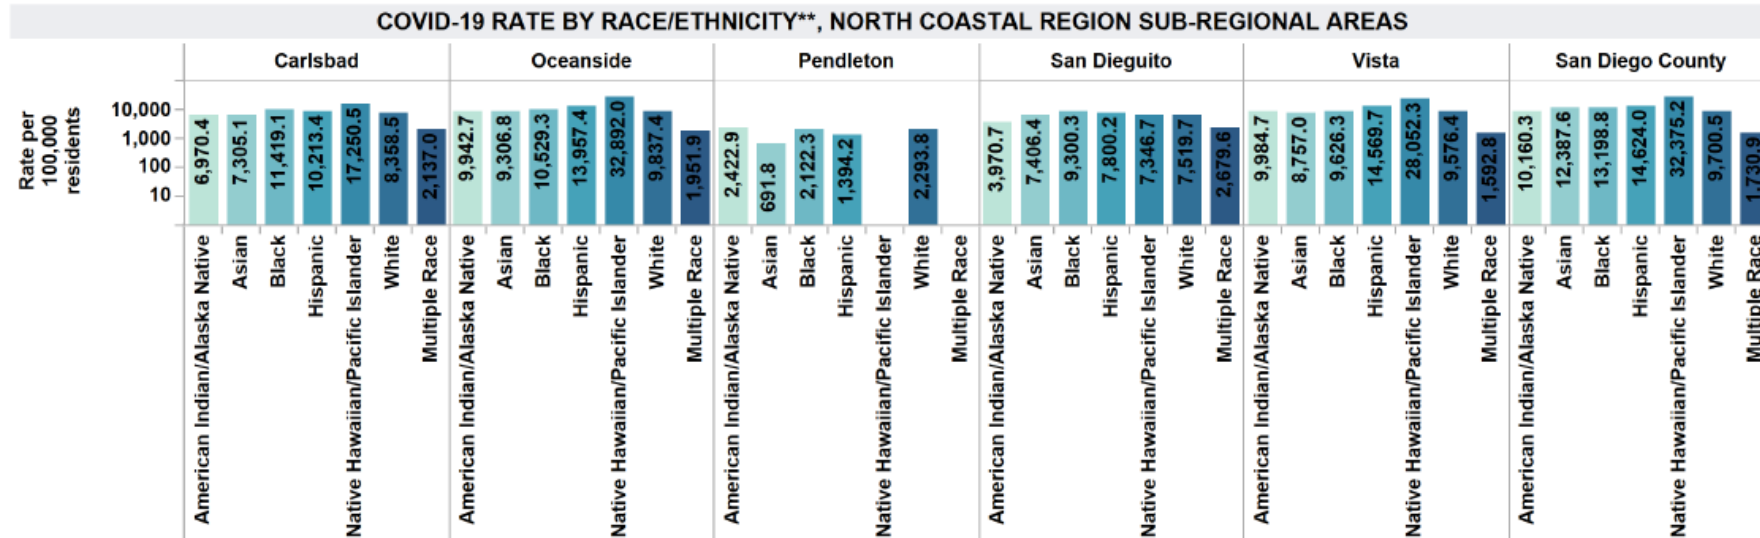 COVID-19 RATE BY RACE/ETHNICITY**, NORTH COASTAL REGION SUB-REGIONAL AREAS
Carlsbad
Oceanside
Pendleton
San Dieguito
Vista
San Diego County
Rate per
100,000
residents
10,000
1,000
100
10
6,970.4
7,305.1
11,419.1
10,213.4
17,250.5
8,358.5
2,137.0
9,942.7
9,306.8
10,529.3
13,957.4
32,892.0
9,837.4
1,951.9
2,422.9
691.8
2,122.3
1,394.2
2,293.8
3,970.7
7,406.4
9,300.3
7,800.2
7,346.7
7,519.7
2,679.6
9,984.7
8,757.0
9,626.3
14,569.7
28,052.3
9,576.4
1,592.8
10,160.3
12,387.6
13,198.8
14,624.0
32,375.2
9,700.5
1,730.9
American Indian/Alaska Native
Asian
Black
Hispanic
Native Hawaiian/Pacific Islander
White
Multiple Race
American Indian/Alaska Native
Asian
Black
Hispanic
Native Hawaiian/Pacific Islander
White
Multiple Race
American Indian/Alaska Native
Asian
Black
Hispanic
Native Hawaiian/Pacific Islander
White
Multiple Race
American Indian/Alaska Native
Asian
Black
Hispanic
Native Hawaiian/Pacific Islander
White
Multiple Race
American Indian/Alaska Native
Asian
Black
Hispanic
Native Hawaiian/Pacific Islander
White
Multiple Race
American Indian/Alaska Native
Asian
Black
Hispanic
Native Hawaiian/Pacific Islander
White
Multiple Race